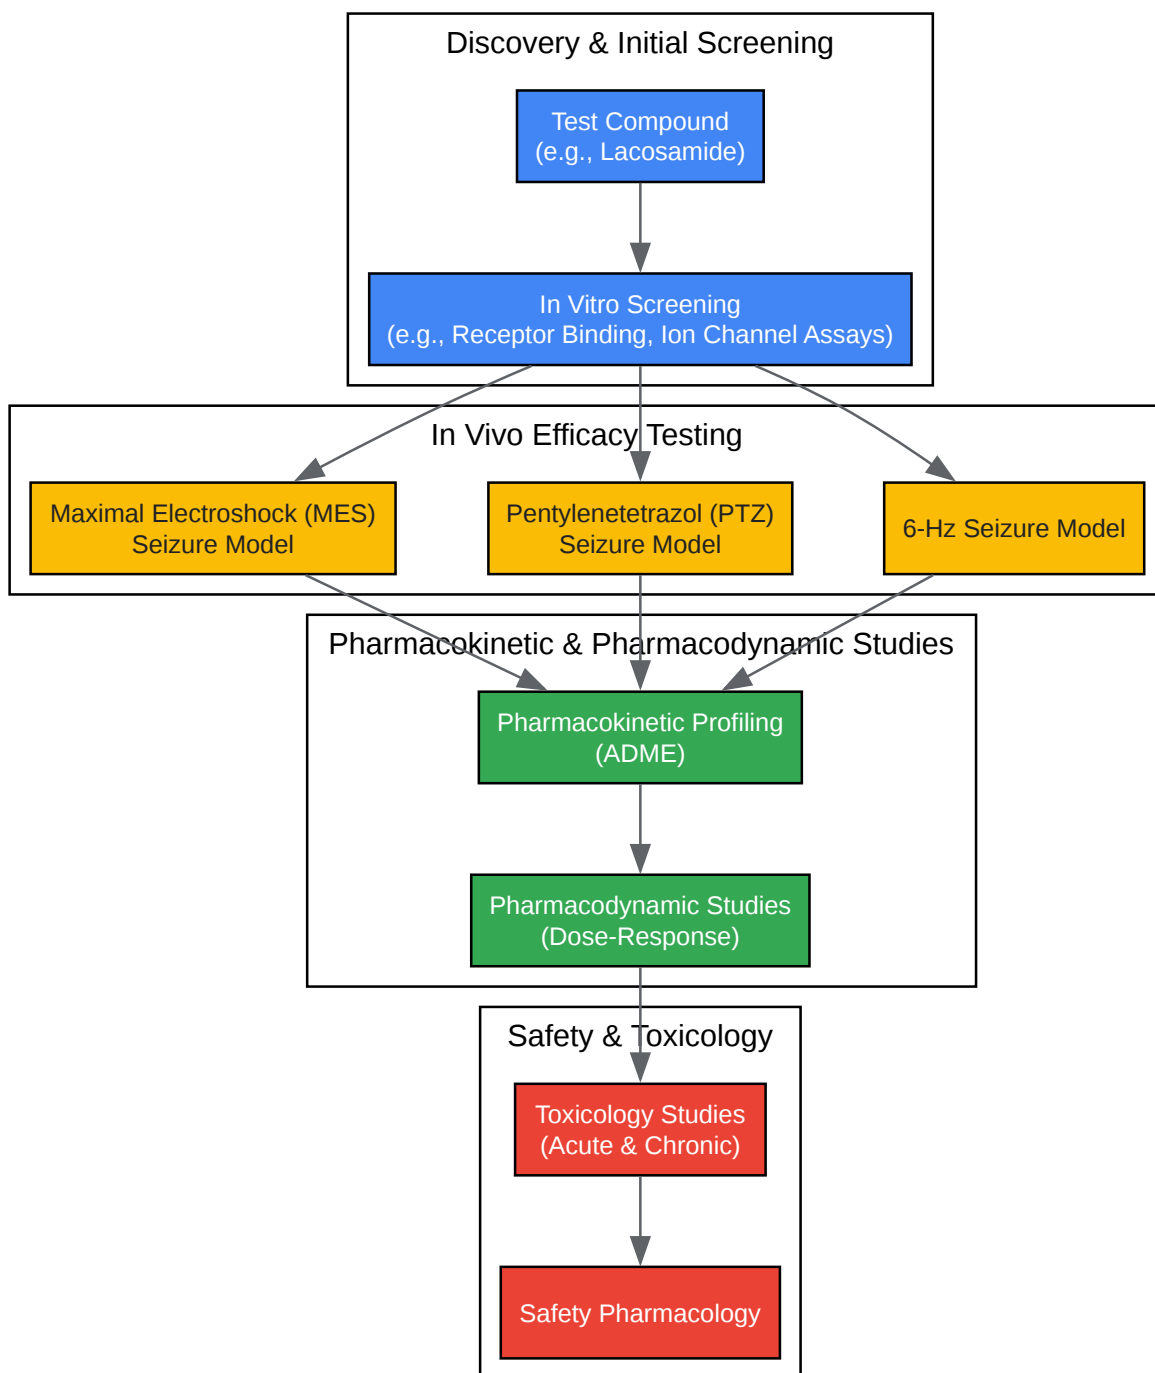 Discovery & Initial Screening
Test Compound
(e.g., Lacosamide)
In Vitro Screening
(e.g., Receptor Binding, Ion Channel Assays)
In Vivo Efficacy Testing
Maximal Electroshock (MES)
Seizure Model
Pentylenetetrazol (PTZ)
Seizure Model
6-Hz Seizure Model
Pharmacokinetic & Pharmacodynamic Studies
Pharmacokinetic Profiling
(ADME)
Pharmacodynamic Studies
(Dose-Response)
Safety & Toxicology
Toxicology Studies
(Acute & Chronic)
Safety Pharmacology